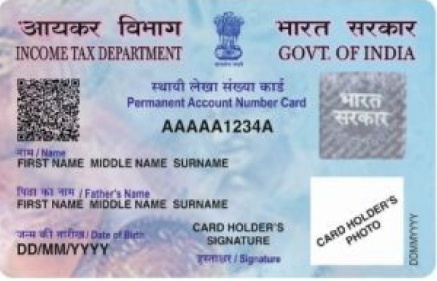 आयकर विभाग
INCOME TAX DEPARTMENT
भारत सरकार
GOVT. OF INDIA
स्थायी लेखा संख्या कार्ड
Permanent Account Number Card
AAAAA1234A
भारत
सरकार
नाम / Name
FIRST NAME MIDDLE NAME SURNAME
पिता का नाम / Father's Name
FIRST NAME MIDDLE NAME SURNAME
जन्म की तारीख / Date of Birth
DD/MM/YYYY
CARD HOLDER'S
SIGNATURE
हस्ताक्षर / Signature
CARD HOLDER'S
PHOTO
DDMMYYYY